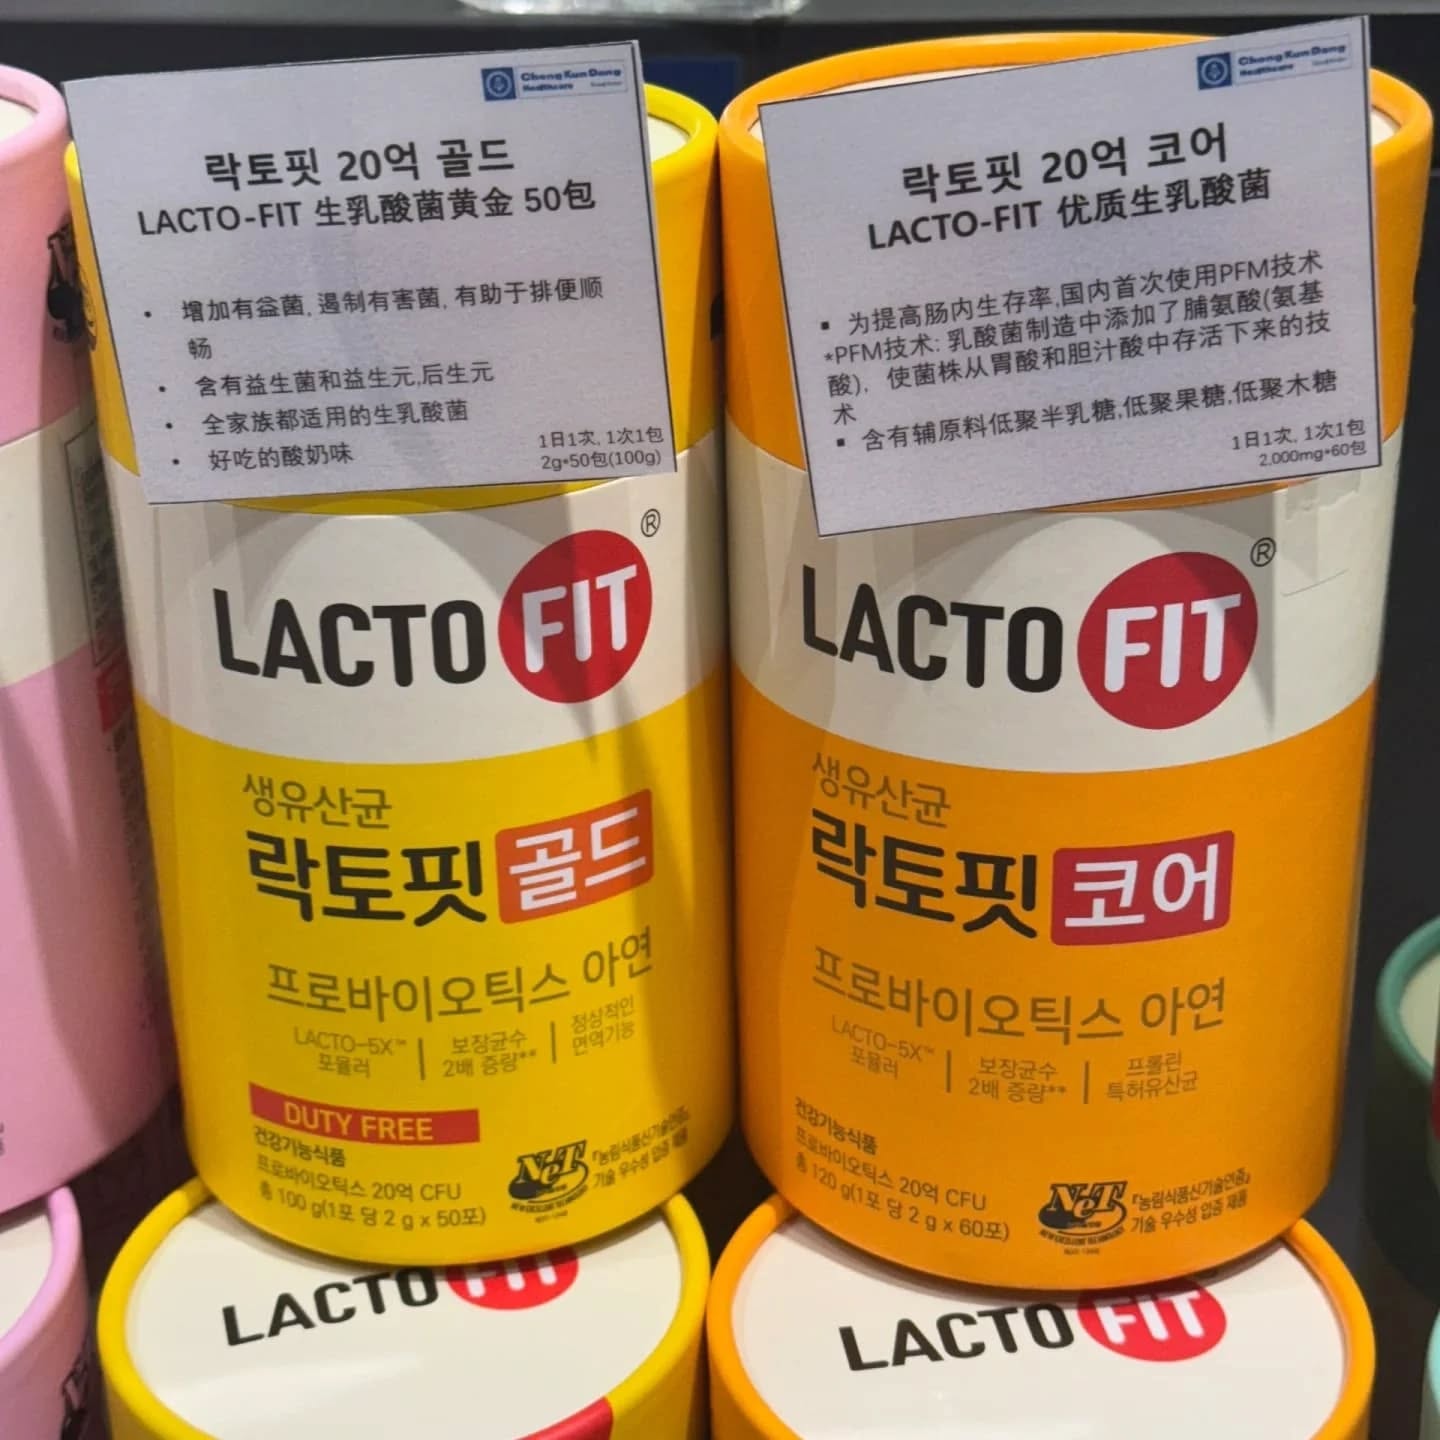 Chong Kun Dang
Healthcare
락토핏 20억 골드
LACTO-FIT 生乳酸菌黄金 50包
• 增加有益菌, 遏制有害菌, 有助于排便顺
畅
• 含有益生菌和益生元,后生元
• 全家族都适用的生乳酸菌
• 好吃的酸奶味
1日1次, 1次1包
2g*50包(100g)
Chong Kun Dang
Healthcare
락토핏 20억 코어
LACTO-FIT 优质生乳酸菌
▪ 为提高肠内生存率,国内首次使用PFM技术
*PFM技术: 乳酸菌制造中添加了脯氨酸(氨基
酸), 使菌株从胃酸和胆汁酸中存活下来的技
术
▪ 含有辅原料低聚半乳糖,低聚果糖,低聚木糖
1日1次, 1次1包
2,000mg*60包
LACTO FIT ®
생유산균
락토핏 골드
프로바이오틱스 아연
LACTO-5X™
포뮬러
보장균수
2배 증량**
정상적인
면역기능
DUTY FREE
건강기능식품
프로바이오틱스 20억 CFU
총 100 g(1포 당 2 g x 50포)
NeT
『농림식품신기술인증』
기술 우수성 입증 제품
LACTO FIT ®
생유산균
락토핏 코어
프로바이오틱스 아연
LACTO-5X™
포뮬러
보장균수
2배 증량**
프롤린
특허유산균
건강기능식품
프로바이오틱스 20억 CFU
총 120 g(1포 당 2 g x 60포)
NeT
NEW EXCELLENT TECHNOLOGY
『농림식품신기술인증』
기술 우수성 입증 제품
LACTO FIT
LACTO FIT